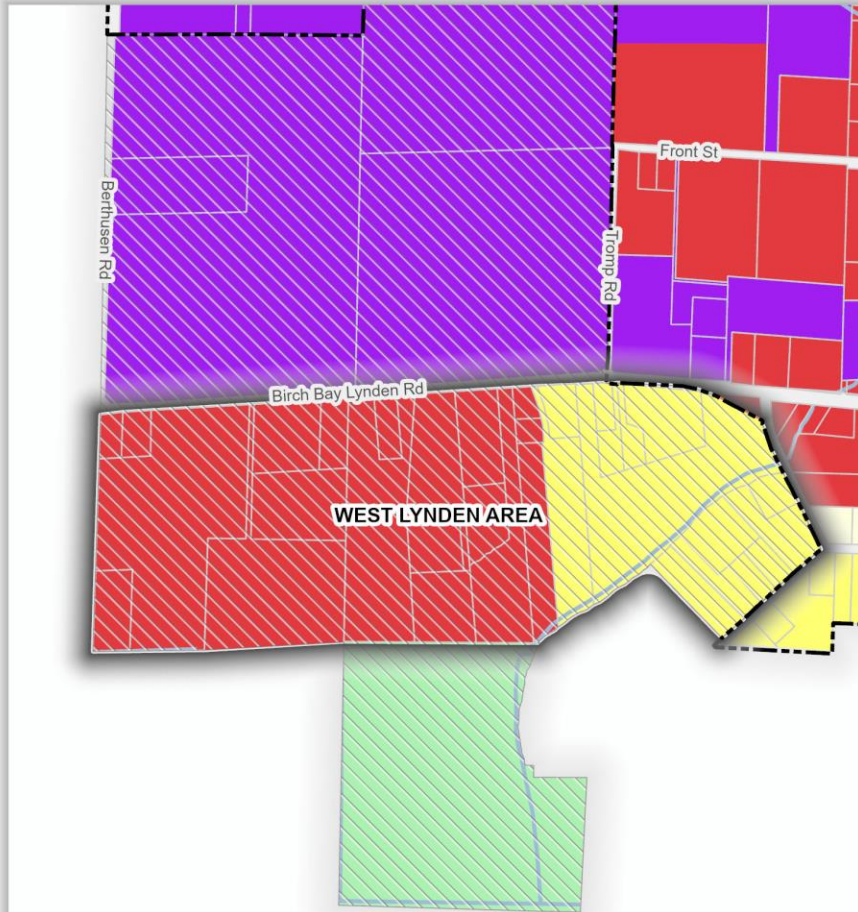 Front St
Berthusen Rd
Tromp Rd
Birch Bay Lynden Rd
WEST LYNDEN AREA